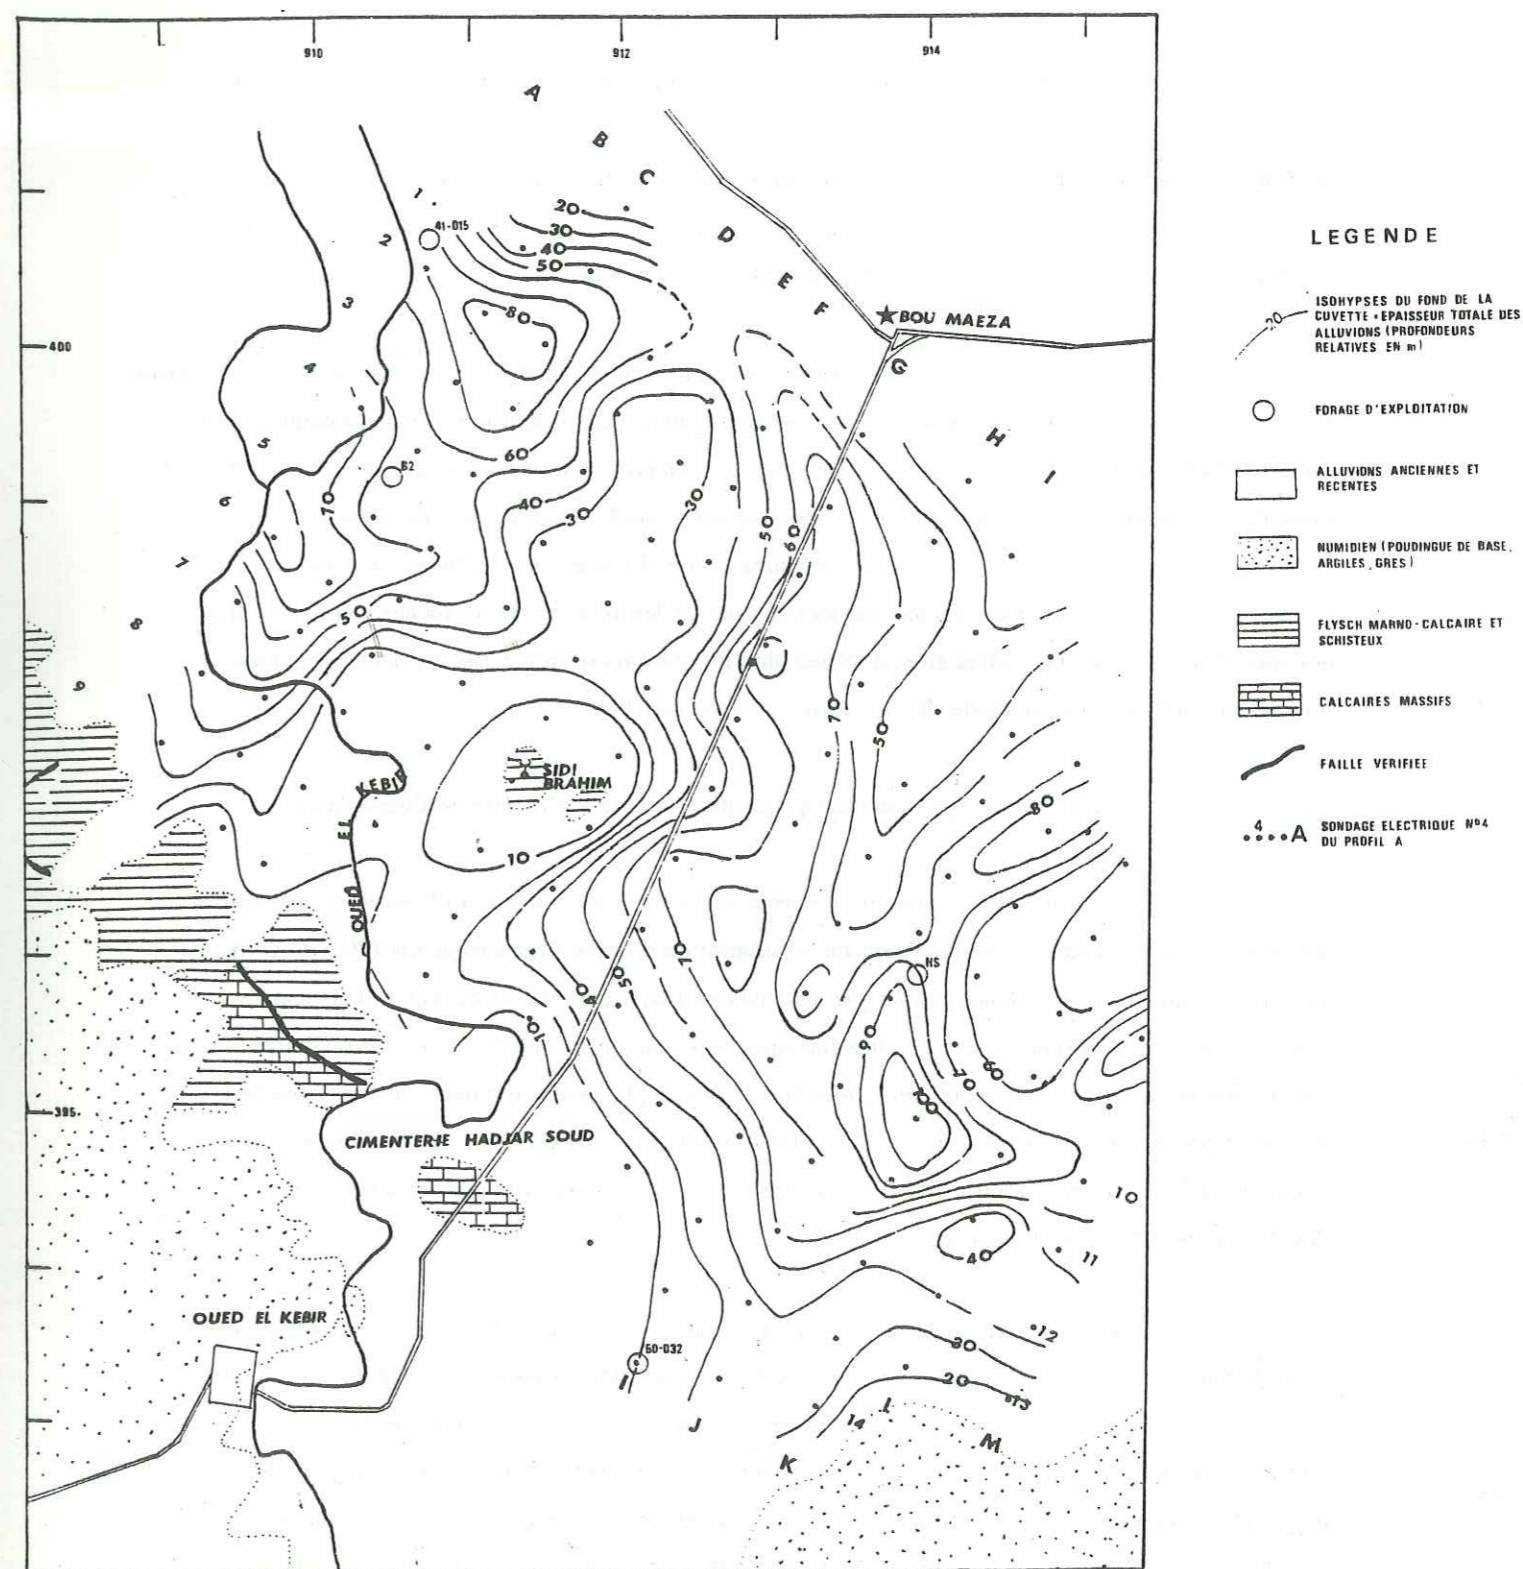 910
912
914
A
B
C
D
E
F
G
H
I
1
2
3
4
5
6
7
8
9
41-015
20
30
40
50
80
BOU MAEZA
400
60
B2
40
30
30
70
50
60
50
70
50
80
SIDI
BRAHIM
10
OUED EL KEBIR
70
50
40
10
HS
90
70
60
100
395
CIMENTERIE HADJAR SOUD
10
40
11
OUED EL KEBIR
12
30
20
13
14
50-032
I
J
K
L
M
LEGENDE
20
ISOHYPSES DU FOND DE LA
CUVETTE • EPAISSEUR TOTALE DES
ALLUVIONS (PROFONDEURS
RELATIVES EN m)
FORAGE D'EXPLOITATION
ALLUVIONS ANCIENNES ET
RECENTES
NUMIDIEN (POUDINGUE DE BASE,
ARGILES, GRES)
FLYSCH MARNO-CALCAIRE ET
SCHISTEUX
CALCAIRES MASSIFS
FAILLE VERIFIEE
4 A SONDAGE ELECTRIQUE Nº4
DU PROFIL A